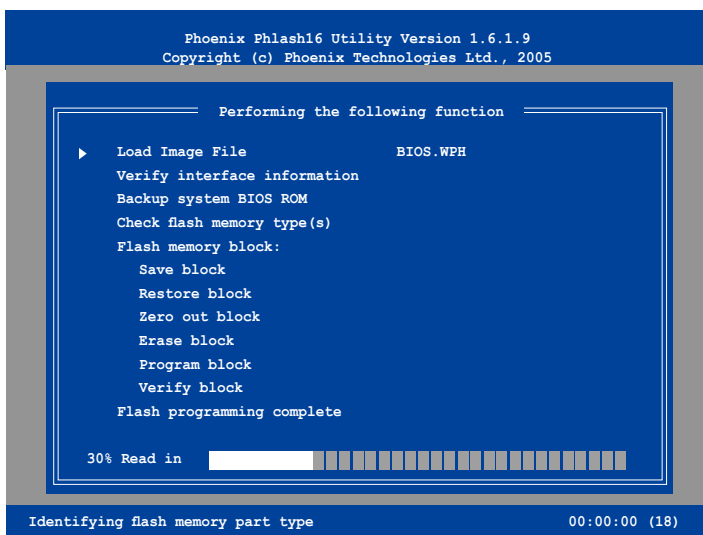 Phoenix Phlash16 Utility Version 1.6.1.9
Copyright (c) Phoenix Technologies Ltd., 2005
Performing the following function
Load Image File BIOS.WPH
Verify interface information
Backup system BIOS ROM
Check flash memory type(s)
Flash memory block:
Save block
Restore block
Zero out block
Erase block
Program block
Verify block
Flash programming complete
30% Read in
Identifying flash memory part type 00:00:00 (18)